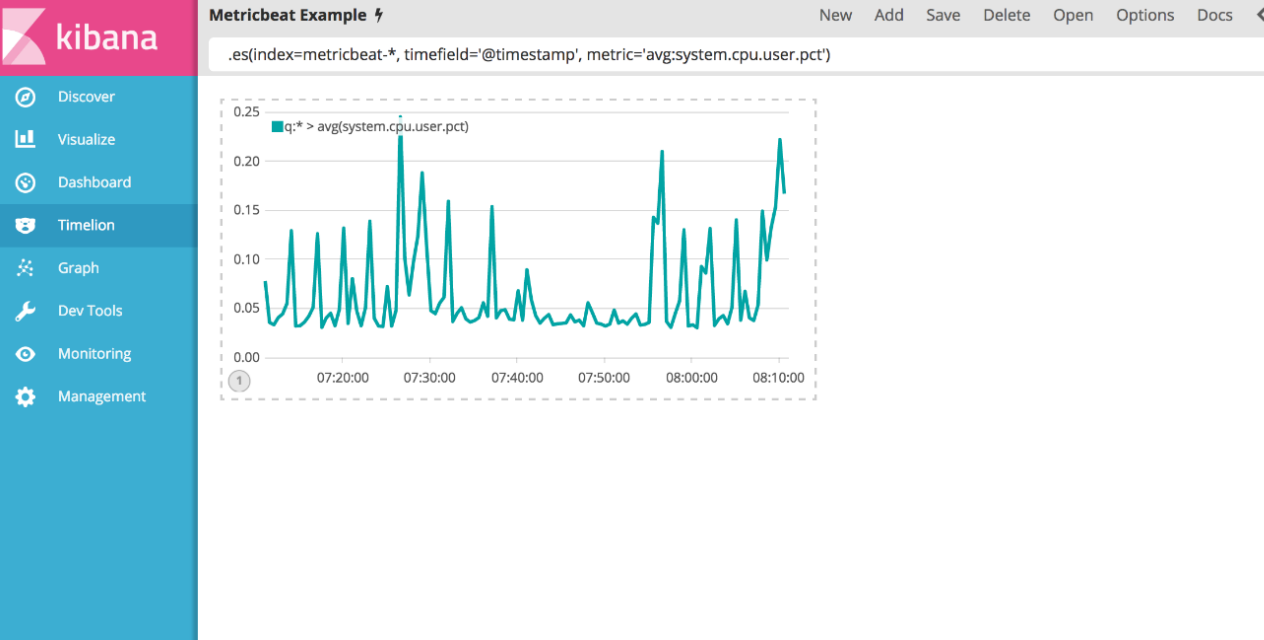 kibana
Metricbeat Example
New Add Save Delete Open Options Docs
.es(index=metricbeat-*, timefield='@timestamp', metric='avg:system.cpu.user.pct')
Discover
Visualize
Dashboard
Timelion
Graph
Dev Tools
Monitoring
Management
0.25
q:* > avg(system.cpu.user.pct)
0.20
0.15
0.10
0.05
0.00
1
07:20:00 07:30:00 07:40:00 07:50:00 08:00:00 08:10:00